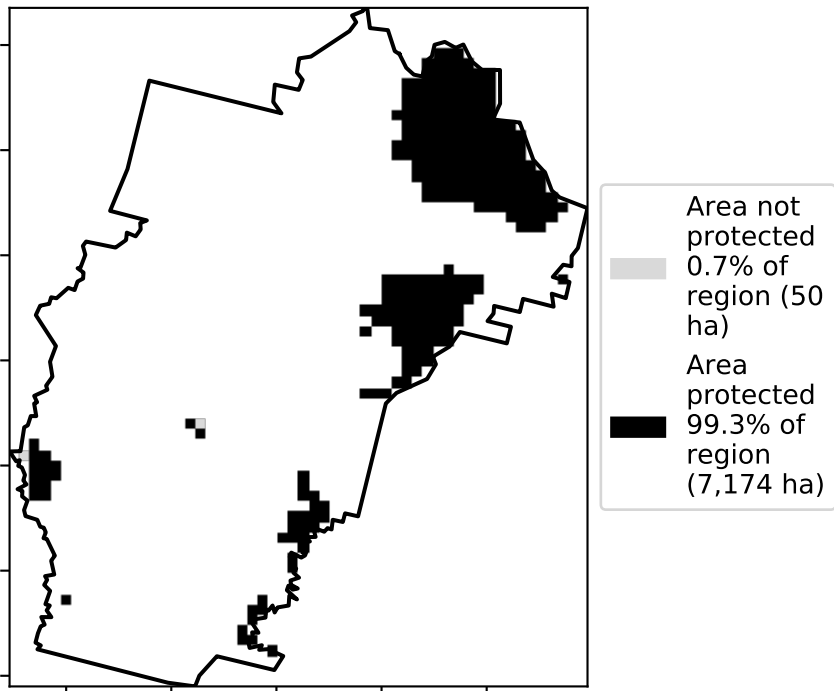 Area not
protected
0.7% of
region (50
ha)
Area
protected
99.3% of
region
(7,174 ha)